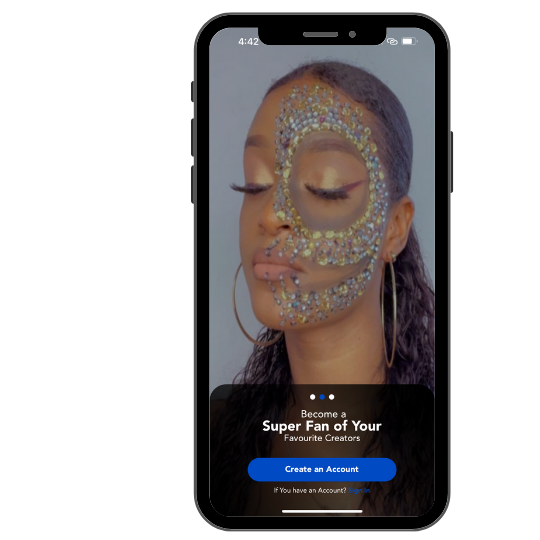 4:42
Become a
Super Fan of Your
Favourite Creators
Create an Account
If You have an Account?